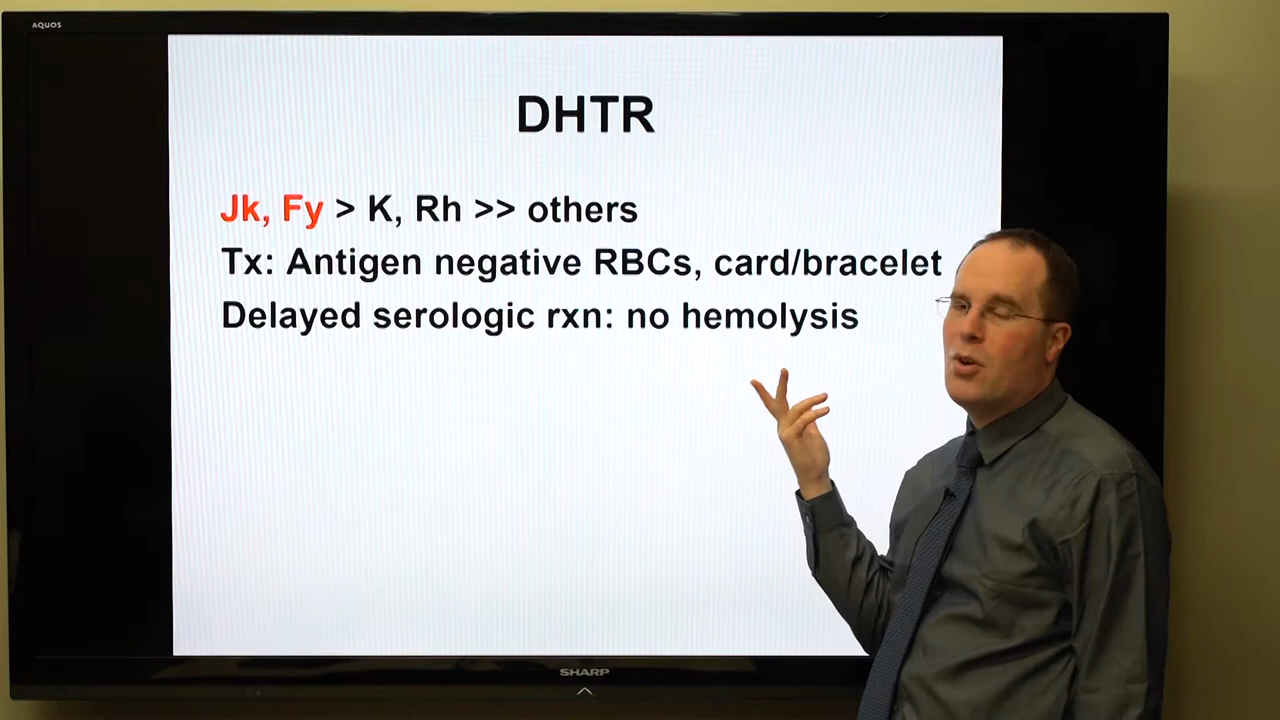 AQUOS
DHTR
Jk, Fy > K, Rh >> others
Tx: Antigen negative RBCs, card/bracelet
Delayed serologic rxn: no hemolysis
SHARP